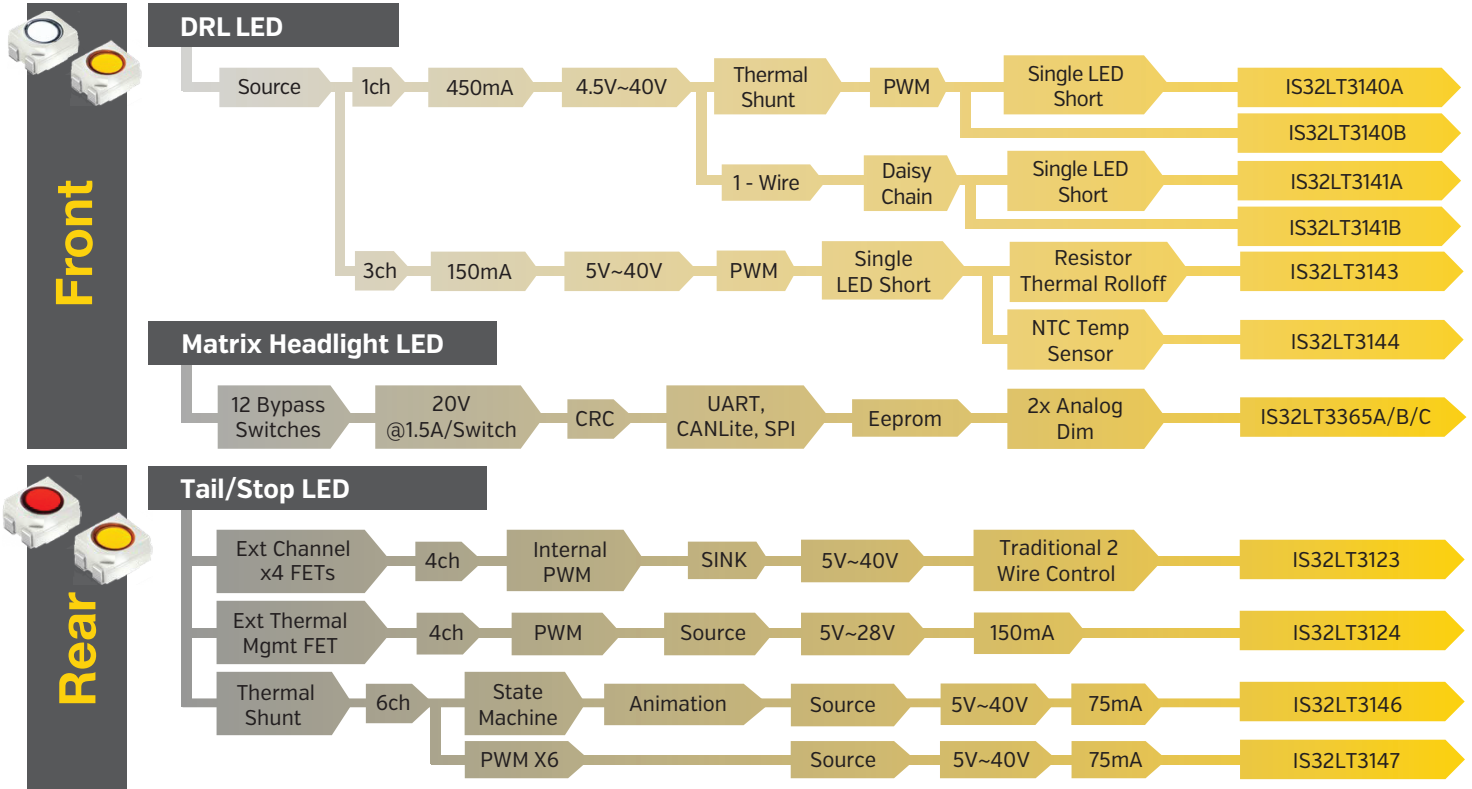 Front
DRL LED
Source
1ch
450mA
4.5V~40V
Thermal
Shunt
PWM
Single LED
Short
IS32LT3140A
IS32LT3140B
1 - Wire
Daisy
Chain
Single LED
Short
IS32LT3141A
IS32LT3141B
3ch
150mA
5V~40V
PWM
Single
LED Short
Resistor
Thermal Rolloff
IS32LT3143
NTC Temp
Sensor
IS32LT3144
Matrix Headlight LED
12 Bypass
Switches
20V
@1.5A/Switch
CRC
UART,
CANLite, SPI
Eeprom
2x Analog
Dim
IS32LT3365A/B/C
Rear
Tail/Stop LED
Ext Channel
x4 FETs
4ch
Internal
PWM
SINK
5V~40V
Traditional 2
Wire Control
IS32LT3123
Ext Thermal
Mgmt FET
4ch
PWM
Source
5V~28V
150mA
IS32LT3124
Thermal
Shunt
6ch
State
Machine
Animation
Source
5V~40V
75mA
IS32LT3146
PWM X6
Source
5V~40V
75mA
IS32LT3147